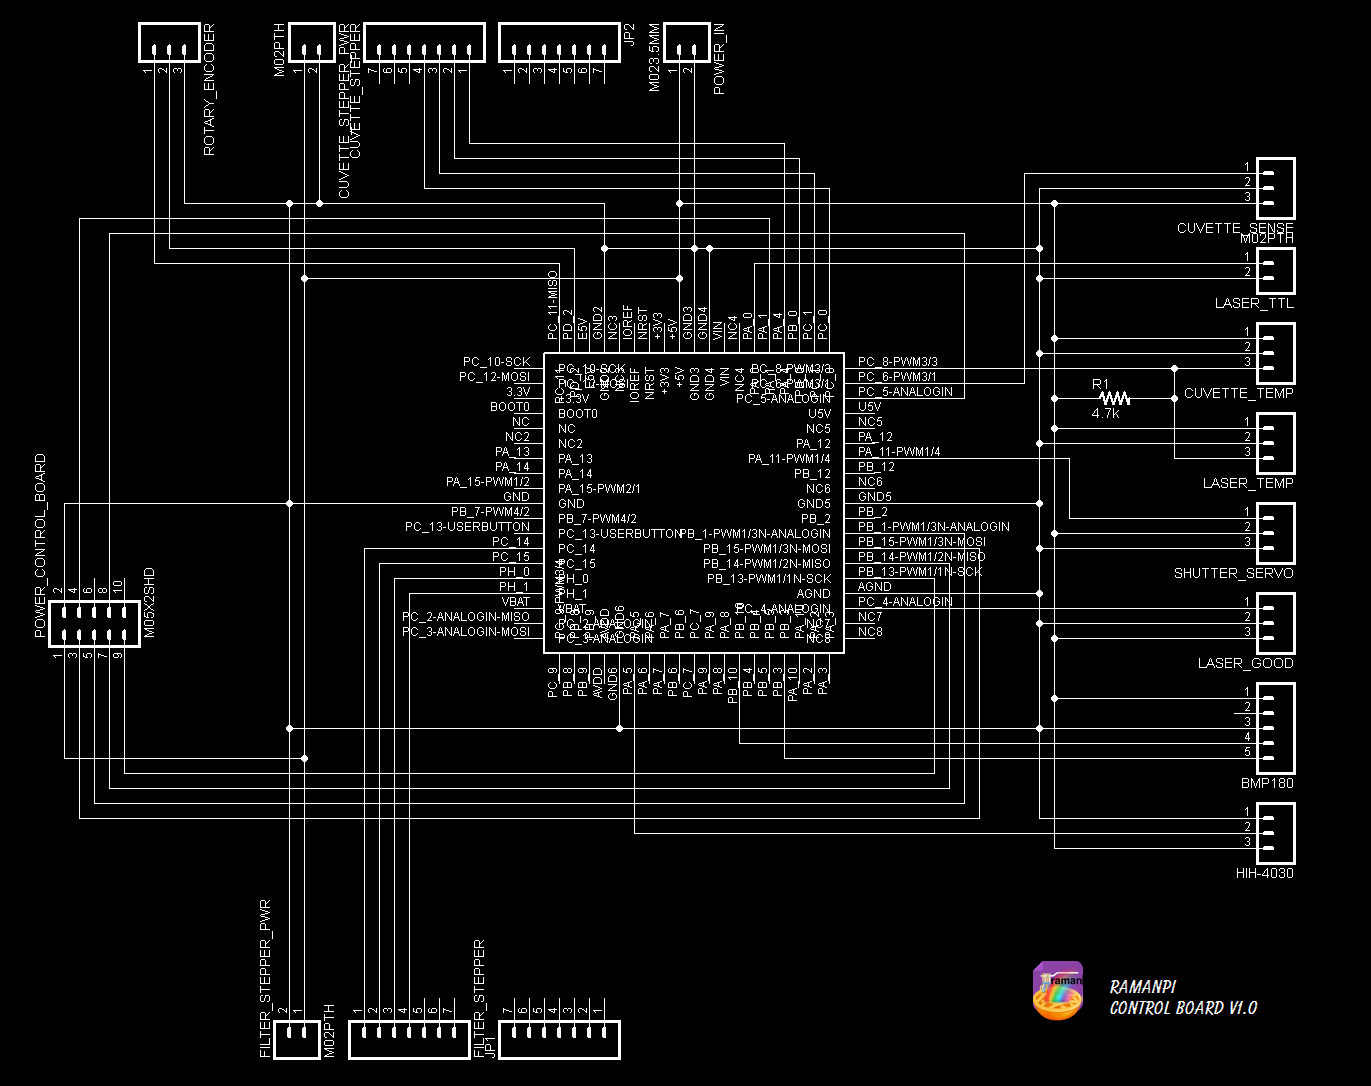 ROTARY_ENCODER
1
2
3
M02PTH
1
2
CUVETTE_STEPPER_PWR
CUVETTE_STEPPER
7
6
5
4
3
2
1
JP2
1
2
3
4
5
6
7
M023.5MM
1
2
POWER_IN
1
2
3
CUVETTE_SENSE
M02PTH
1
2
LASER_TTL
1
2
3
CUVETTE_TEMP
R1
4.7k
1
2
3
LASER_TEMP
1
2
3
SHUTTER_SERVO
1
2
3
LASER_GOOD
1
2
3
4
5
BMP180
1
2
3
HIH-4030
PC_11-MISO
PD_2
E5V
GND2
NC3
IOREF
NRST
+3V3
+5V
GND3
GND4
VIN
NC4
PA_0
PA_1
PA_4
PB_0
PC_1
PC_0
PC_10-SCK
PC_12-MOSI
3.3V
BOOT0
NC
NC2
PA_13
PA_14
PA_15-PWM1/2
GND
PB_7-PWM4/2
PC_13-USERBUTTON
PC_14
PC_15
PH_0
PH_1
VBAT
PC_2-ANALOGIN-MISO
PC_3-ANALOGIN-MOSI
PC_10-SCK
PC_12-MOSI
3.3V
BOOT0
NC
NC2
PA_13
PA_14
PA_15-PWM2/1
GND
PB_7-PWM4/2
PC_13-USERBUTTON
PC_14
PC_15
PH_0
PH_1
VBAT
PC_2-ANALOGIN
PC_3-ANALOGIN
IOREF
NRST
+3V3
+5V
GND3
GND4
VIN
NC4
PC_8-PWM3/3
PC_6-PWM3/1
PC_5-ANALOGIN
U5V
NC5
PA_12
PA_11-PWM1/4
PB_12
NC6
GND5
PB_2
PB_1-PWM1/3N-ANALOGIN
PB_15-PWM1/3N-MOSI
PB_14-PWM1/2N-MISO
PB_13-PWM1/1N-SCK
AGND
PC_4-ANALOGIN
NC7
NC8
PC_8-PWM3/3
PC_6-PWM3/1
PC_5-ANALOGIN
U5V
NC5
PA_12
PA_11-PWM1/4
PB_12
NC6
GND5
PB_2
PB_1-PWM1/3N-ANALOGIN
PB_15-PWM1/3N-MOSI
PB_14-PWM1/2N-MISO
PB_13-PWM1/1N-SCK
AGND
PC_4-ANALOGIN
NC7
NC8
GND6
PA_5
PA_6
PA_7
PB_6
PC_7
PA_9
PA_8
PB_10
PB_4
PB_5
PB_3
PC_9
PB_8
PB_9
AVDD
GND6
PA_5
PA_6
PA_7
PB_6
PC_7
PA_9
PA_8
PB_10
PB_4
PB_5
PB_3
PA_10
PA_2
PA_3
POWER_CONTROL_BOARD
2
4
6
8
10
M05X2SHD
1
3
5
7
9
FILTER_STEPPER_PWR
2
1
M02PTH
1
2
3
4
5
6
7
FILTER_STEPPER
JP1
7
6
5
4
3
2
1
raman
RAMANPI
CONTROL BOARD V1.0